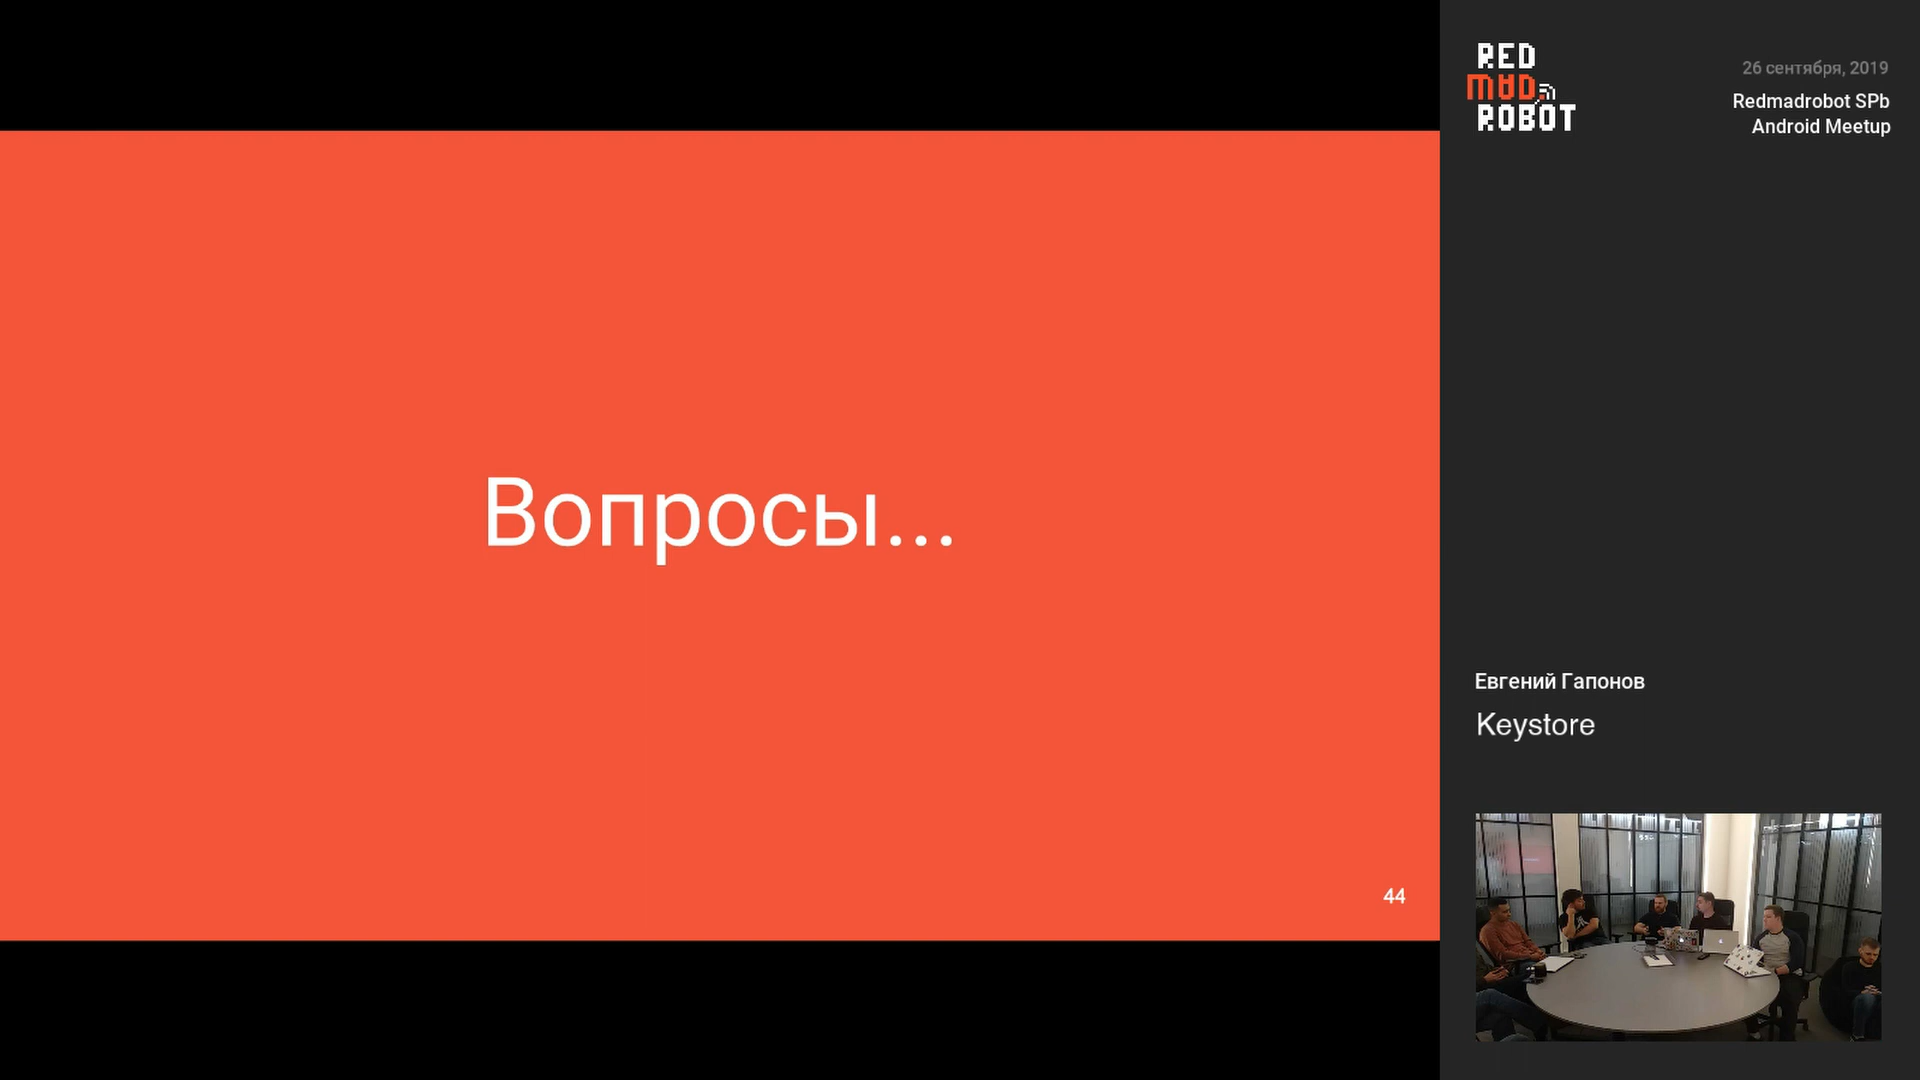 Вопросы...
44
RED
MAD
ROBOT
26 сентября, 2019
Redmadrobot SPb
Android Meetup
Евгений Гапонов
Keystore